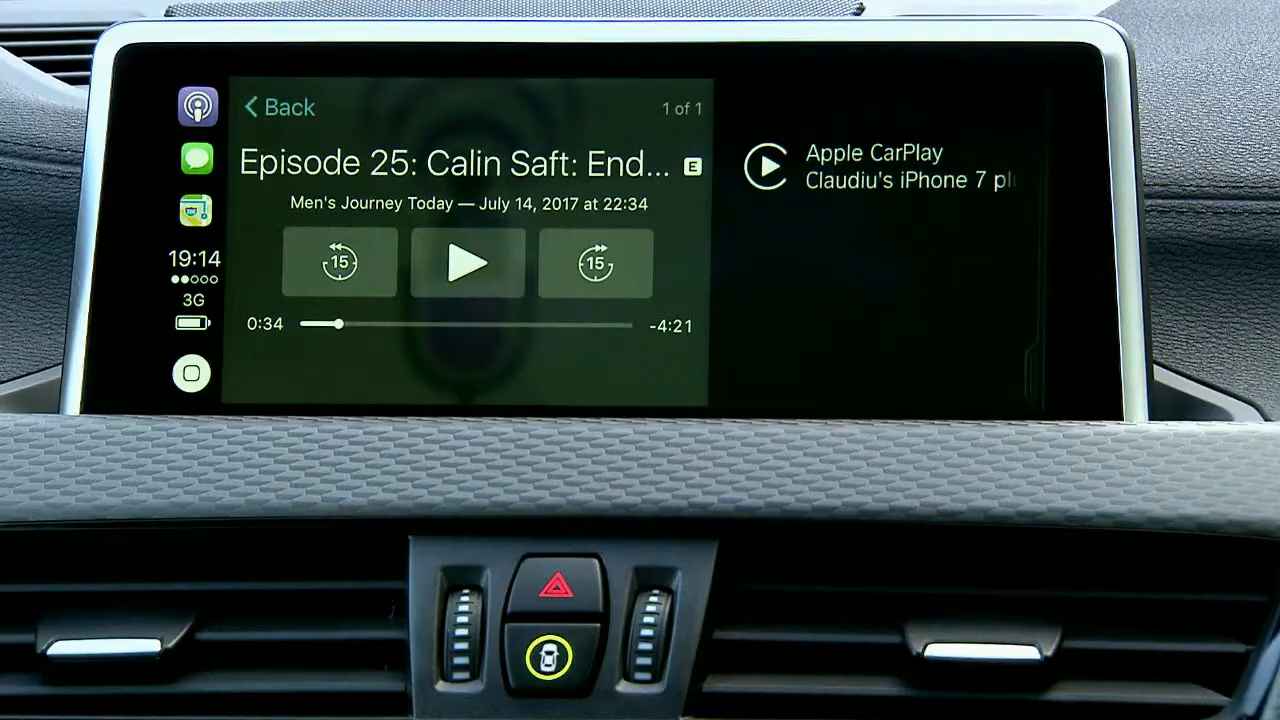 Back
1 of 1
Episode 25: Calin Saft: End... E
Men's Journey Today — July 14, 2017 at 22:34
15
15
0:34
-4:21
19:14
3G
Apple CarPlay
Claudiu's iPhone 7 pl